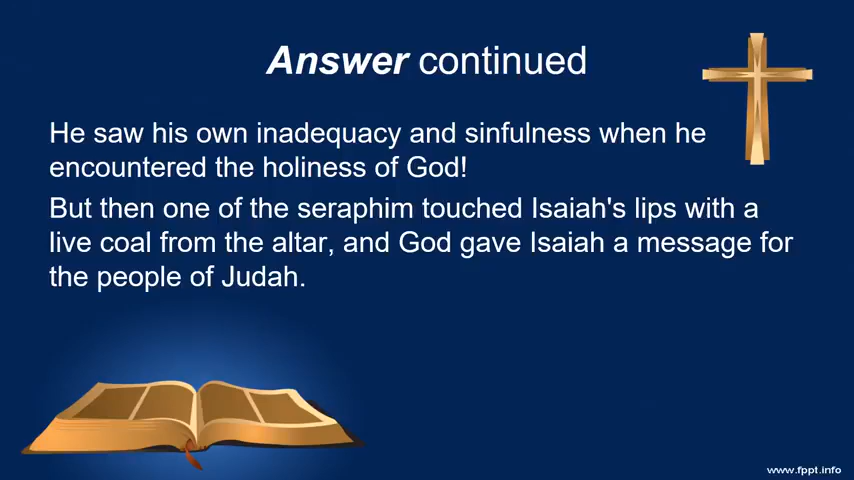 Answer continued
He saw his own inadequacy and sinfulness when he
encountered the holiness of God!
But then one of the seraphim touched Isaiah's lips with a
live coal from the altar, and God gave Isaiah a message for
the people of Judah.
www.fppt.info